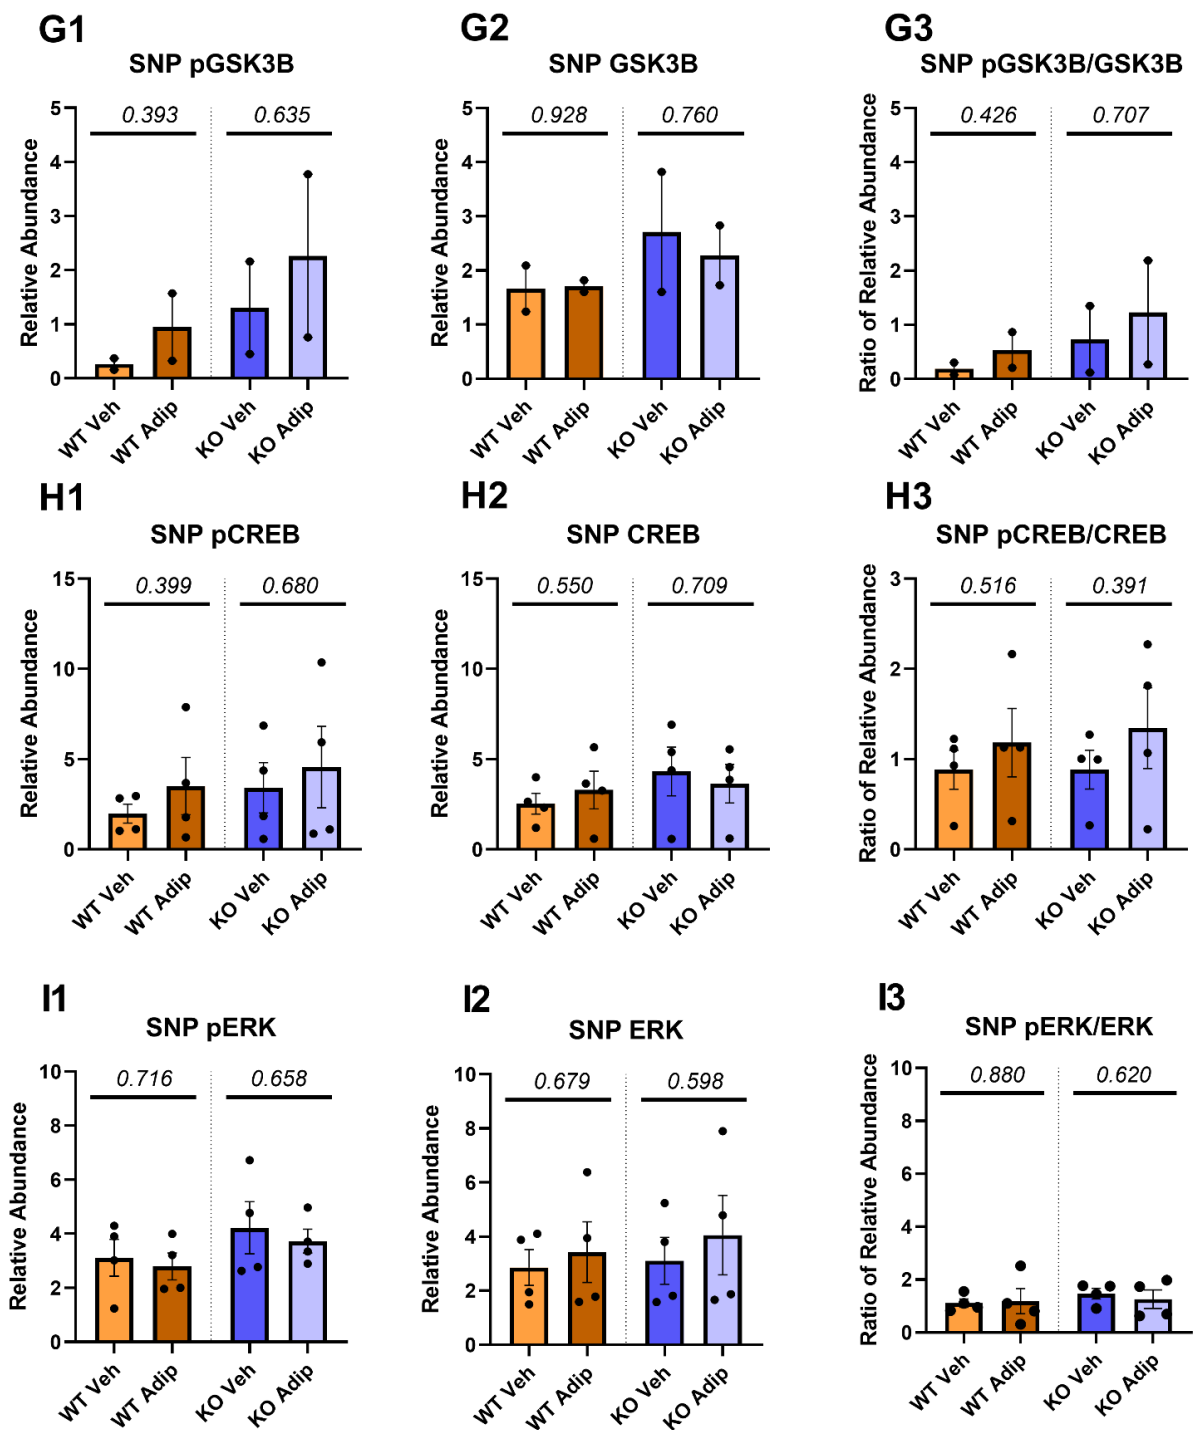 G1
SNP pGSK3B
Relative Abundance
5
4
3
2
1
0
0.393
0.635
WT Veh
WT Adip
KO Veh
KO Adip
G2
SNP GSK3B
Relative Abundance
5
4
3
2
1
0
0.928
0.760
WT Veh
WT Adip
KO Veh
KO Adip
G3
SNP pGSK3B/GSK3B
Ratio of Relative Abundance
5
4
3
2
1
0
0.426
0.707
WT Veh
WT Adip
KO Veh
KO Adip
H1
SNP pCREB
Relative Abundance
15
10
5
0
0.399
0.680
WT Veh
WT Adip
KO Veh
KO Adip
H2
SNP CREB
Relative Abundance
15
10
5
0
0.550
0.709
WT Veh
WT Adip
KO Veh
KO Adip
H3
SNP pCREB/CREB
Ratio of Relative Abundance
3
2
1
0
0.516
0.391
WT Veh
WT Adip
KO Veh
KO Adip
I1
SNP pERK
Relative Abundance
10
8
6
4
2
0
0.716
0.658
WT Veh
WT Adip
KO Veh
KO Adip
I2
SNP ERK
Relative Abundance
10
8
6
4
2
0
0.679
0.598
WT Veh
WT Adip
KO Veh
KO Adip
I3
SNP pERK/ERK
Ratio of Relative Abundance
10
8
6
4
2
0
0.880
0.620
WT Veh
WT Adip
KO Veh
KO Adip